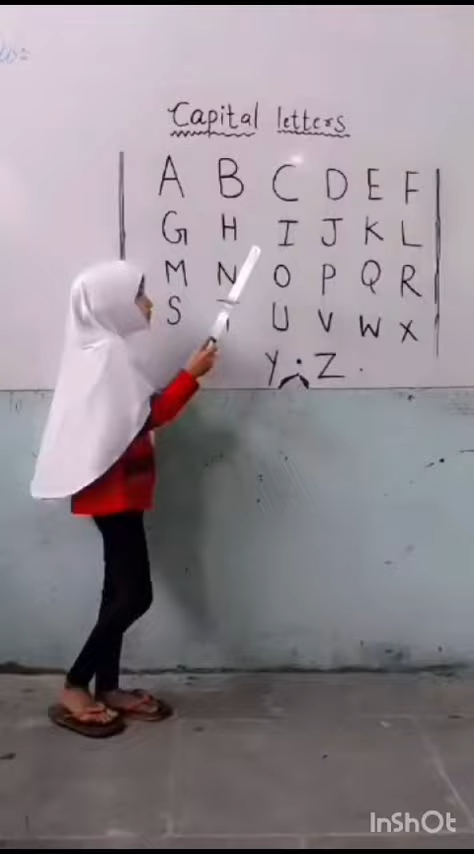 Capital letters
A B C D E F
G H I J K L
M N O P Q R
S T U V W X
Y Z .
InShOt